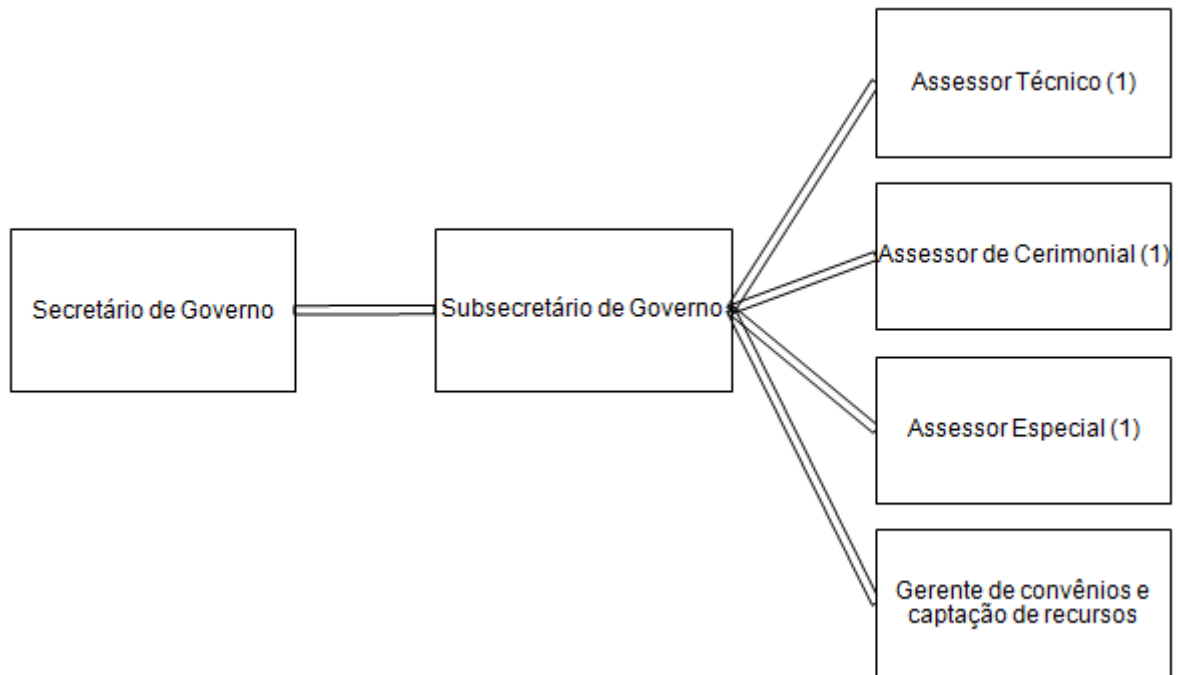 Secretário de Governo
Subsecretário de Governo
Assessor Técnico (1)
Assessor de Cerimonial (1)
Assessor Especial (1)
Gerente de convênios e
captação de recursos